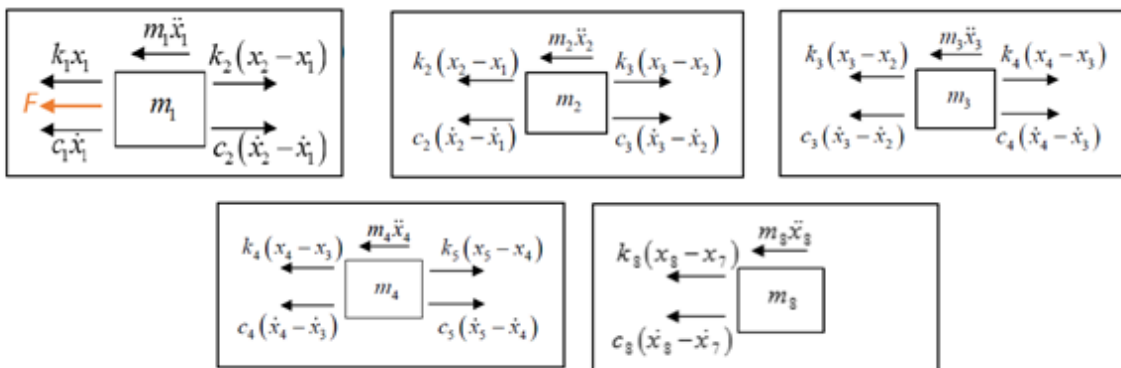 m₁ẍ₁
k₁x₁ k₂(x₂−x₁)
F m₁
c₁ẋ₁ c₂(ẋ₂−ẋ₁)
m₂ẍ₂
k₂(x₂−x₁) k₃(x₃−x₂)
m₂
c₂(ẋ₂−ẋ₁) c₃(ẋ₃−ẋ₂)
m₃ẍ₃
k₃(x₃−x₂) k₄(x₄−x₃)
m₃
c₃(ẋ₃−ẋ₂) c₄(ẋ₄−ẋ₃)
m₄ẍ₄
k₄(x₄−x₃) k₅(x₅−x₄)
m₄
c₄(ẋ₄−ẋ₃) c₅(ẋ₅−ẋ₄)
m₈ẍ₈
k₈(x₈−x₇)
m₈
c₈(ẋ₈−ẋ₇)